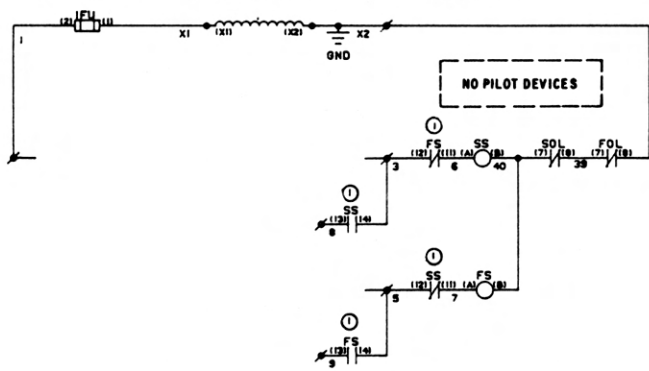 1FU
(2) (1)
1 X1 (X1) (X2) X2
GND
NO PILOT DEVICES
1
FS SS SOL FOL
(12) (11) (A) (B) (7) (8) (7) (8)
3 6 40 39
1
SS
(13) (14)
8
1
SS FS
(12) (11) (A) (B)
5 7
1
FS
(13) (14)
9